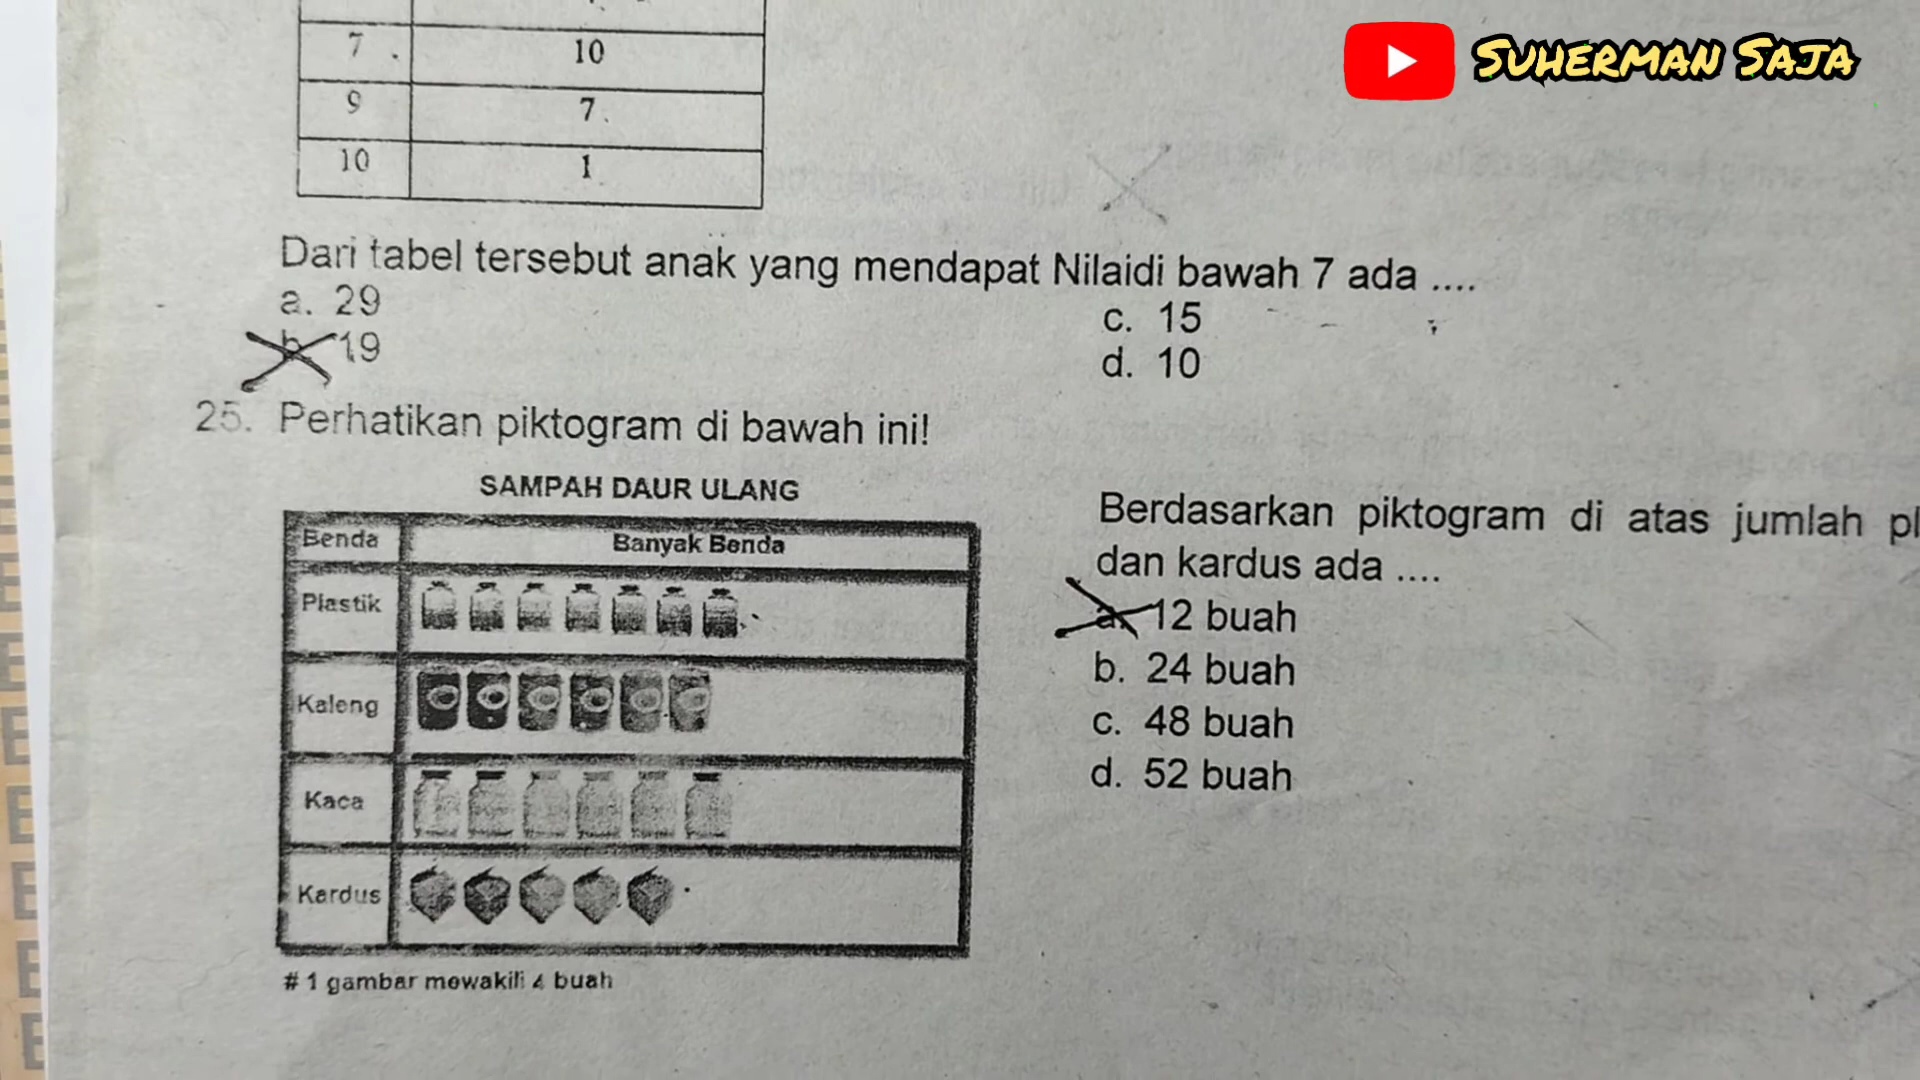 SUHERMAN SAJA
7 10
9 7
10 1
Dari tabel tersebut anak yang mendapat Nilaidi bawah 7 ada ....
a. 29
b. 19
c. 15
d. 10
25. Perhatikan piktogram di bawah ini!
SAMPAH DAUR ULANG
Benda Banyak Benda
Plastik
Kaleng
Kaca
Kardus
# 1 gambar mewakili 4 buah
Berdasarkan piktogram di atas jumlah pl
dan kardus ada ....
a. 12 buah
b. 24 buah
c. 48 buah
d. 52 buah